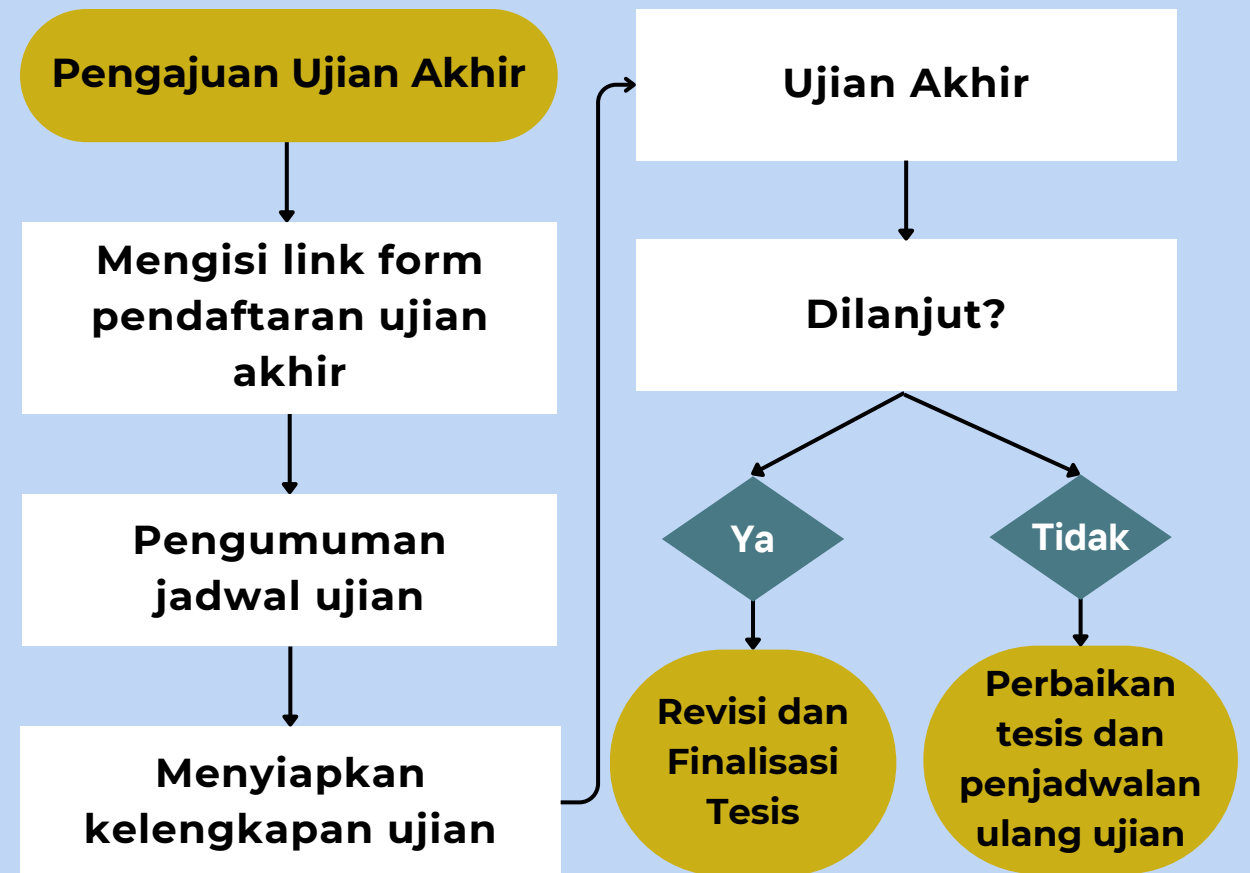 Pengajuan Ujian Akhir
Mengisi link form
pendaftaran ujian
akhir
Pengumuman
jadwal ujian
Menyiapkan
kelengkapan ujian
Ujian Akhir
Dilanjut?
Ya
Tidak
Revisi dan
Finalisasi
Tesis
Perbaikan
tesis dan
penjadwalan
ulang ujian